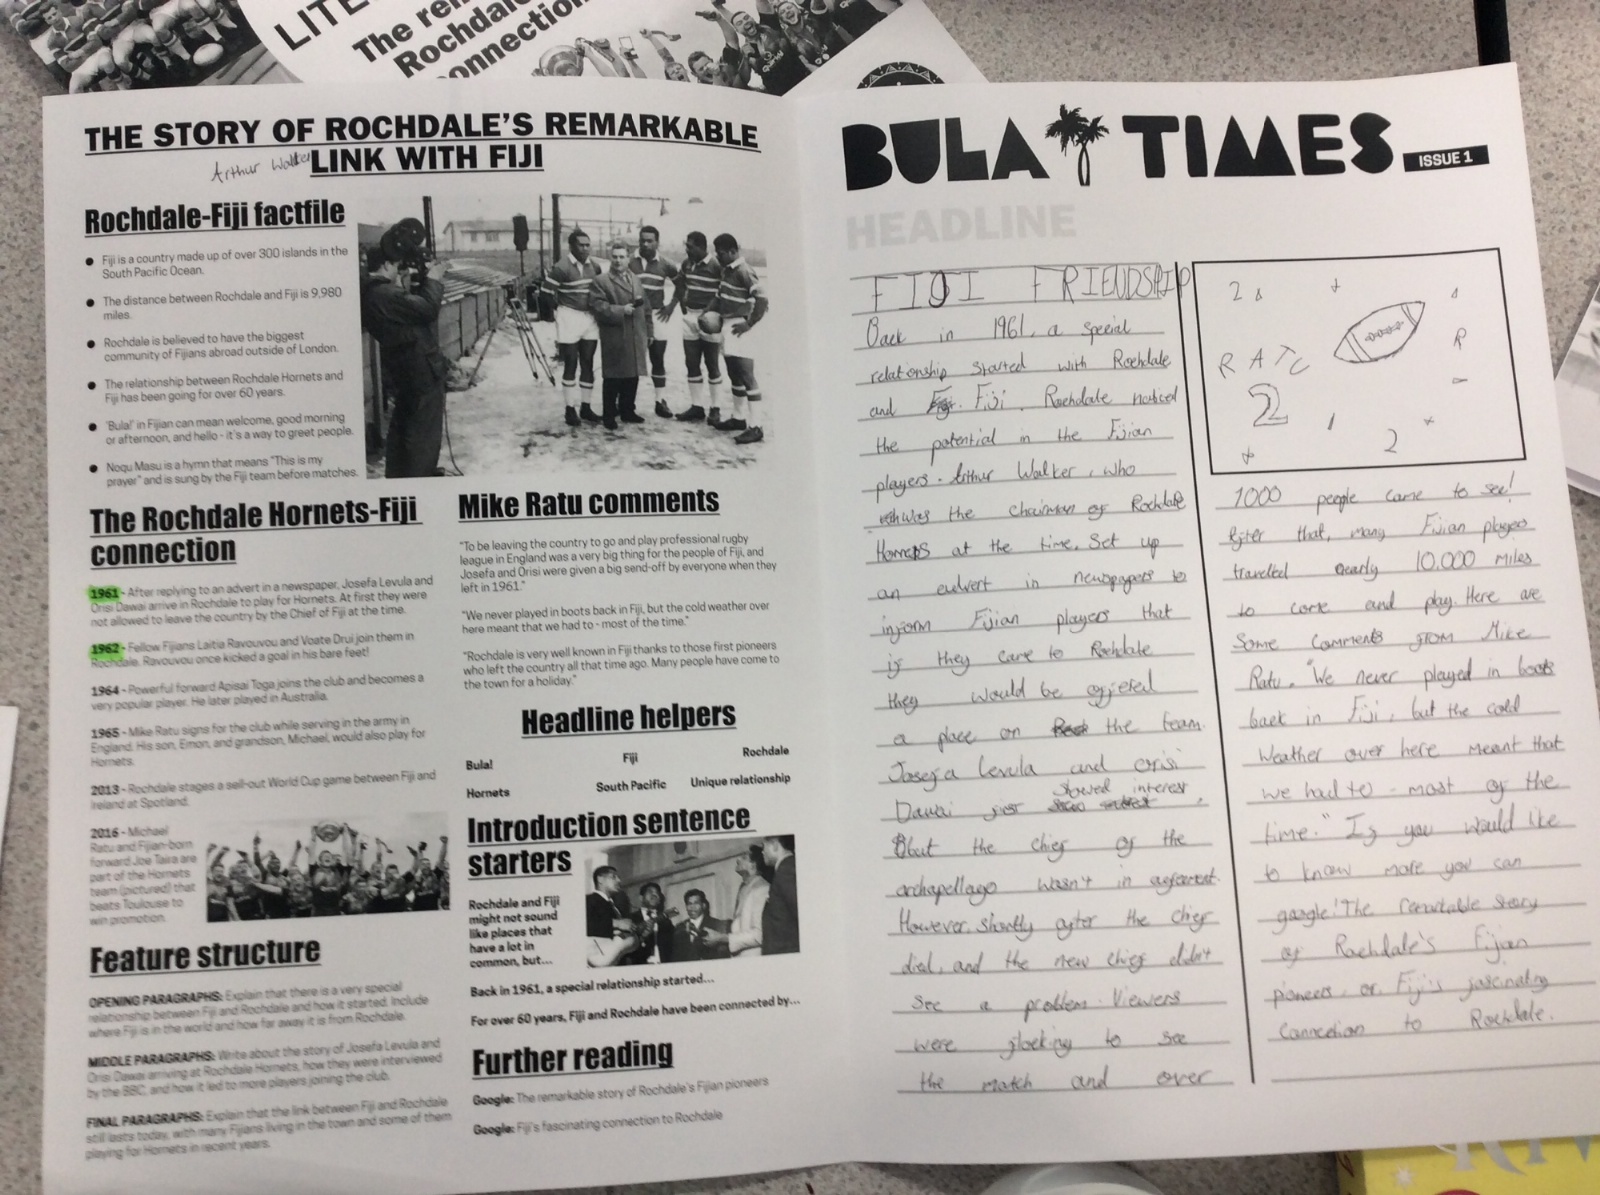 LITE
The rem
Rochdale
connection
THE STORY OF ROCHDALE'S REMARKABLE
LINK WITH FIJI
Arthur Walker
Rochdale-Fiji factfile
Fiji is a country made up of over 300 islands in the
South Pacific Ocean.
The distance between Rochdale and Fiji is 9,980
miles.
Rochdale is believed to have the biggest
community of Fijians abroad outside of London.
The relationship between Rochdale Hornets and
Fiji has been going for over 60 years.
'Bula!' in Fijian can mean welcome, good morning
or afternoon, and hello - it's a way to greet people.
Noqu Masu is a hymn that means "This is my
prayer" and is sung by the Fiji team before matches.
The Rochdale Hornets-Fiji
connection
1961 - After replying to an advert in a newspaper, Josefa Levula and
Orisi Dawai arrive in Rochdale to play for Hornets. At first they were
not allowed to leave the country by the Chief of Fiji at the time.
1962 - Fellow Fijians Laitia Ravouvou and Voate Drui join them in
Rochdale. Ravouvou once kicked a goal in his bare feet!
1964 - Powerful forward Apisai Toga joins the club and becomes a
very popular player. He later played in Australia.
1965 - Mike Ratu signs for the club while serving in the army in
England. His son, Emon, and grandson, Michael, would also play for
Hornets.
2013 - Rochdale stages a sell-out World Cup game between Fiji and
Ireland at Spotland.
2016 - Michael
Ratu and Fijian-born
forward Joe Taira are
part of the Hornets
team (pictured) that
beats Toulouse to
win promotion.
Feature structure
OPENING PARAGRAPHS: Explain that there is a very special
relationship between Fiji and Rochdale and how it started. Include
where Fiji is in the world and how far away it is from Rochdale.
MIDDLE PARAGRAPHS: Write about the story of Josefa Levula and
Orisi Dawai arriving at Rochdale Hornets, how they were interviewed
by the BBC, and how it led to more players joining the club.
FINAL PARAGRAPHS: Explain that the link between Fiji and Rochdale
still lasts today, with many Fijians living in the town and some of them
playing for Hornets in recent years.
Mike Ratu comments
"To be leaving the country to go and play professional rugby
league in England was a very big thing for the people of Fiji, and
Josefa and Orisi were given a big send-off by everyone when they
left in 1961."
"We never played in boots back in Fiji, but the cold weather over
here meant that we had to - most of the time."
"Rochdale is very well known in Fiji thanks to those first pioneers
who left the country all that time ago. Many people have come to
the town for a holiday."
Headline helpers
Bula! Fiji Rochdale
Hornets South Pacific Unique relationship
Introduction sentence
starters
Rochdale and Fiji
might not sound
like places that
have a lot in
common, but...
Back in 1961, a special relationship started...
For over 60 years, Fiji and Rochdale have been connected by...
Further reading
Google: The remarkable story of Rochdale's Fijian pioneers
Google: Fiji's fascinating connection to Rochdale
BULA TIMES
ISSUE 1
HEADLINE
FIJI FRIENDSHIP
Back in 1961, a special
relationship started with Rochdale
and Fiji. Rochdale noticed
the potential in the Fijian
players. Arthur Walker, who
was the chairman of Rochdale
Hornets at the time. Set up
an advert in newspapers to
inform Fijian players that
if they came to Rochdale
they would be offered
a place on the team.
Josefa Levula and orisi
Dawai showed interest,
but the chief of the
archapellago wasn't in agreement.
However, shortly after the chief
died, and the new chief didn't
see a problem. Viewers
were flocking to see
the match and over
2 R
RATU
2
2
1000 people came to see!
After that, many Fijian players
travelled nearly 10,000 miles
to come and play. Here are
some comments from Mike
Ratu. "We never played in boots
back in Fiji, but the cold
weather over here meant that
we had to - most of the
time." If you would like
to know more you can
google! The remarkable story
of Rochdale's Fijian
pioneers, or, Fiji's fascinating
connection to Rochdale.